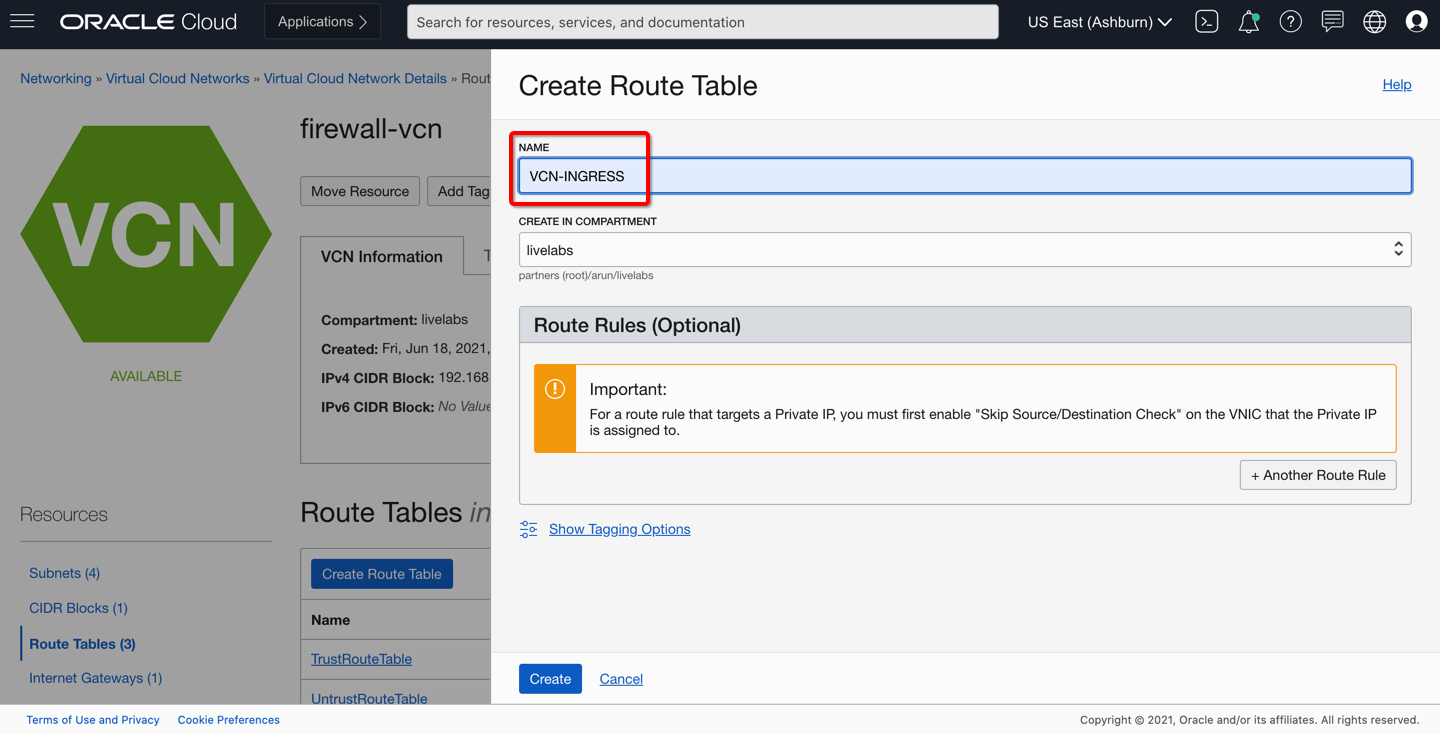 ORACLE Cloud
Applications
Search for resources, services, and documentation
US East (Ashburn)
Networking » Virtual Cloud Networks » Virtual Cloud Network Details » Rout
VCN
AVAILABLE
firewall-vcn
Move Resource
Add Tag
VCN Information
T
Compartment: livelabs
Created: Fri, Jun 18, 2021,
IPv4 CIDR Block: 192.168
IPv6 CIDR Block: No Value
Resources
Subnets (4)
CIDR Blocks (1)
Route Tables (3)
Internet Gateways (1)
Route Tables in
Create Route Table
Name
TrustRouteTable
UntrustRouteTable
Create Route Table
Help
NAME
VCN-INGRESS
CREATE IN COMPARTMENT
livelabs
partners (root)/arun/livelabs
Route Rules (Optional)
Important:
For a route rule that targets a Private IP, you must first enable "Skip Source/Destination Check" on the VNIC that the Private IP
is assigned to.
+ Another Route Rule
Show Tagging Options
Create
Cancel
Terms of Use and Privacy
Cookie Preferences
Copyright © 2021, Oracle and/or its affiliates. All rights reserved.